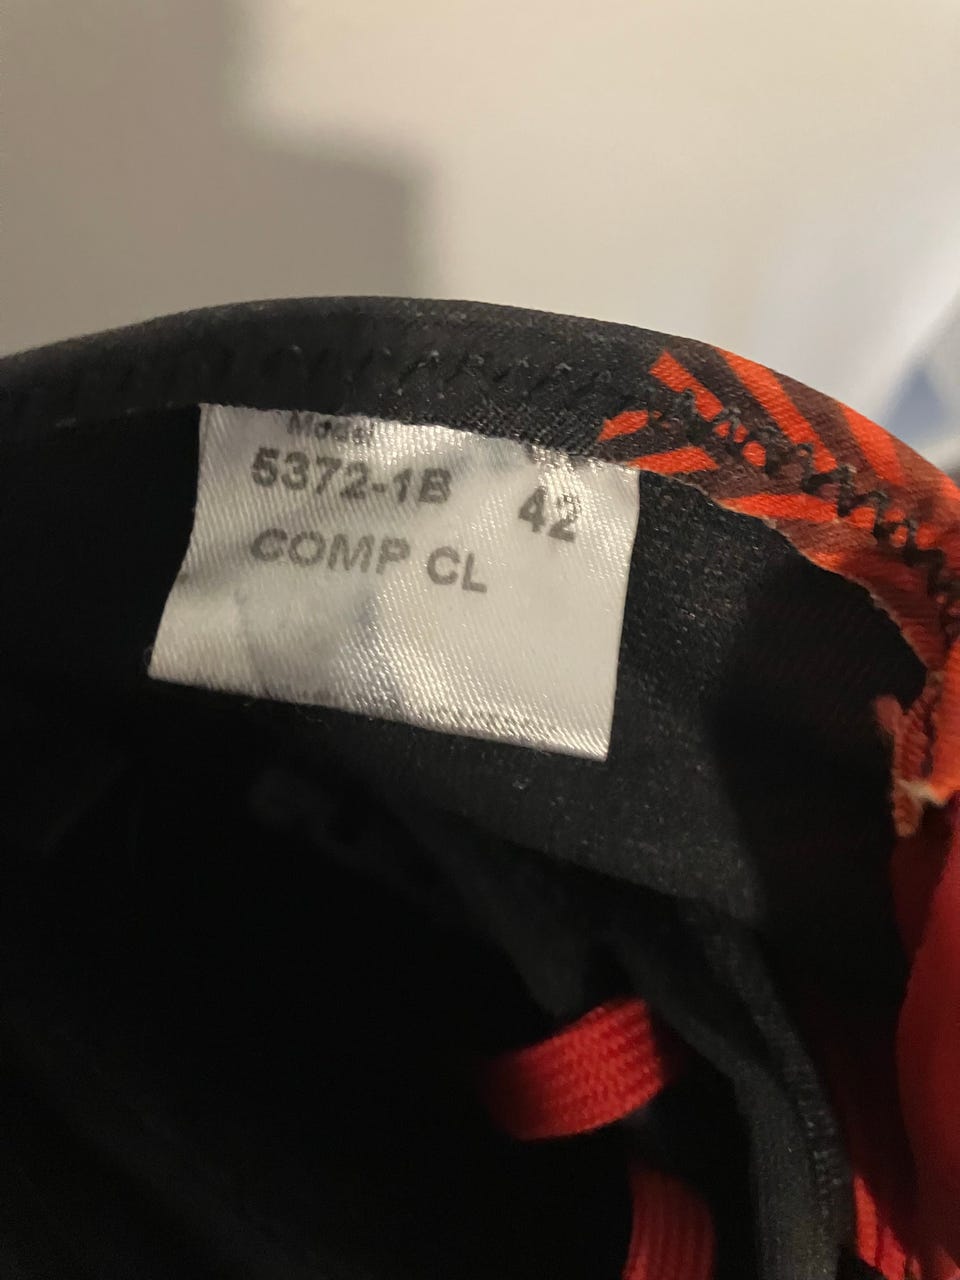 Model
5372-1B 42
COMP CL